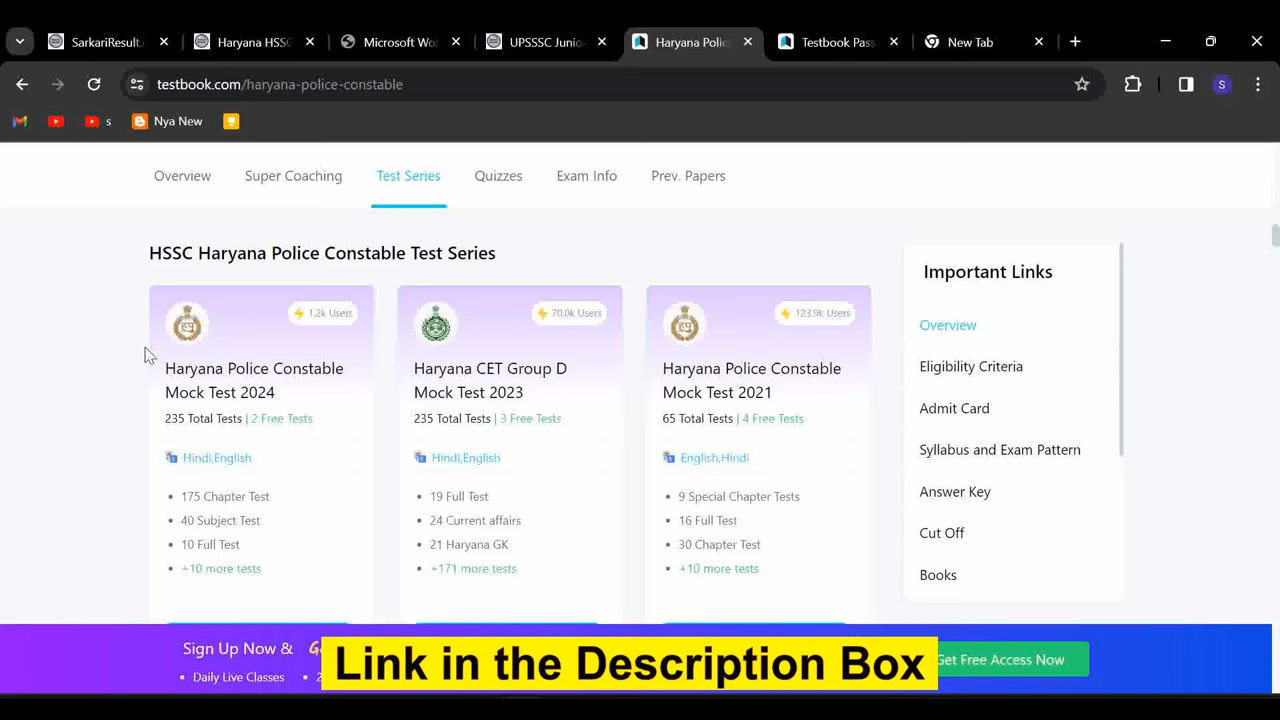 SarkariResult.
Haryana HSSC
Microsoft Wo
UPSSSC Junio
Haryana Polic
Testbook Pass
New Tab
testbook.com/haryana-police-constable
S
s
Nya New
Overview
Super Coaching
Test Series
Quizzes
Exam Info
Prev. Papers
HSSC Haryana Police Constable Test Series
1.2k Users
Haryana Police Constable
Mock Test 2024
235 Total Tests | 2 Free Tests
Hindi,English
175 Chapter Test
40 Subject Test
10 Full Test
+10 more tests
70.0k Users
Haryana CET Group D
Mock Test 2023
235 Total Tests | 3 Free Tests
Hindi,English
19 Full Test
24 Current affairs
21 Haryana GK
+171 more tests
123.9k Users
Haryana Police Constable
Mock Test 2021
65 Total Tests | 4 Free Tests
English,Hindi
9 Special Chapter Tests
16 Full Test
30 Chapter Test
+10 more tests
Important Links
Overview
Eligibility Criteria
Admit Card
Syllabus and Exam Pattern
Answer Key
Cut Off
Books
Sign Up Now &
Daily Live Classes
Link in the Description Box
Get Free Access Now